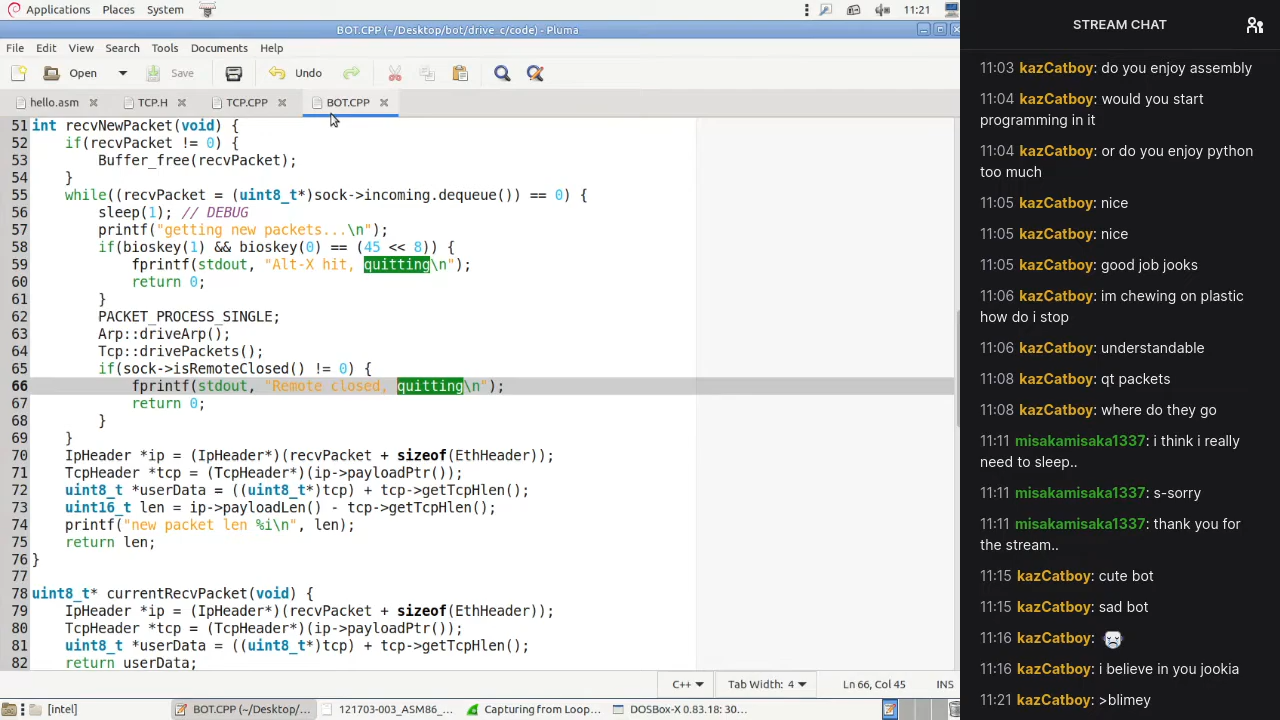 Applications Places System 11:21
BOT.CPP (~/Desktop/bot/drive_c/code) - Pluma
File Edit View Search Tools Documents Help
Open Save Undo
hello.asm TCP.H TCP.CPP BOT.CPP
51 int recvNewPacket(void) {
52 if(recvPacket != 0) {
53 Buffer_free(recvPacket);
54 }
55 while((recvPacket = (uint8_t*)sock->incoming.dequeue()) == 0) {
56 sleep(1); // DEBUG
57 printf("getting new packets...\n");
58 if(bioskey(1) && bioskey(0) == (45 << 8)) {
59 fprintf(stdout, "Alt-X hit, quitting\n");
60 return 0;
61 }
62 PACKET_PROCESS_SINGLE;
63 Arp::driveArp();
64 Tcp::drivePackets();
65 if(sock->isRemoteClosed() != 0) {
66 fprintf(stdout, "Remote closed, quitting\n");
67 return 0;
68 }
69 }
70 IpHeader *ip = (IpHeader*)(recvPacket + sizeof(EthHeader));
71 TcpHeader *tcp = (TcpHeader*)(ip->payloadPtr());
72 uint8_t *userData = ((uint8_t*)tcp) + tcp->getTcpHlen();
73 uint16_t len = ip->payloadLen() - tcp->getTcpHlen();
74 printf("new packet len %i\n", len);
75 return len;
76 }
77
78 uint8_t* currentRecvPacket(void) {
79 IpHeader *ip = (IpHeader*)(recvPacket + sizeof(EthHeader));
80 TcpHeader *tcp = (TcpHeader*)(ip->payloadPtr());
81 uint8_t *userData = ((uint8_t*)tcp) + tcp->getTcpHlen();
82 return userData;
C++ Tab Width: 4 Ln 66, Col 45 INS
[intel] BOT.CPP (~/Desktop/... 121703-003_ASM86_... Capturing from Loop... DOSBox-X 0.83.18: 30...
STREAM CHAT
11:03 kazCatboy: do you enjoy assembly
11:04 kazCatboy: would you start
programming in it
11:04 kazCatboy: or do you enjoy python
too much
11:05 kazCatboy: nice
11:05 kazCatboy: nice
11:05 kazCatboy: good job jooks
11:06 kazCatboy: im chewing on plastic
how do i stop
11:06 kazCatboy: understandable
11:08 kazCatboy: qt packets
11:08 kazCatboy: where do they go
11:11 misakamisaka1337: i think i really
need to sleep..
11:11 misakamisaka1337: s-sorry
11:11 misakamisaka1337: thank you for
the stream..
11:15 kazCatboy: cute bot
11:15 kazCatboy: sad bot
11:16 kazCatboy:
11:16 kazCatboy: i believe in you jookia
11:21 kazCatboy: >blimey